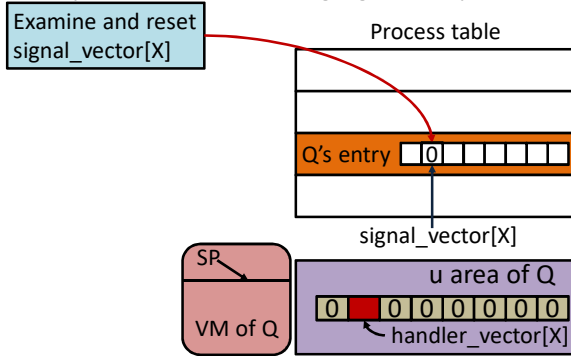 Examine and reset
signal_vector[X]
Process table
Q's entry
0
signal_vector[X]
SP
VM of Q
u area of Q
0 0 0 0 0 0 0
handler_vector[X]